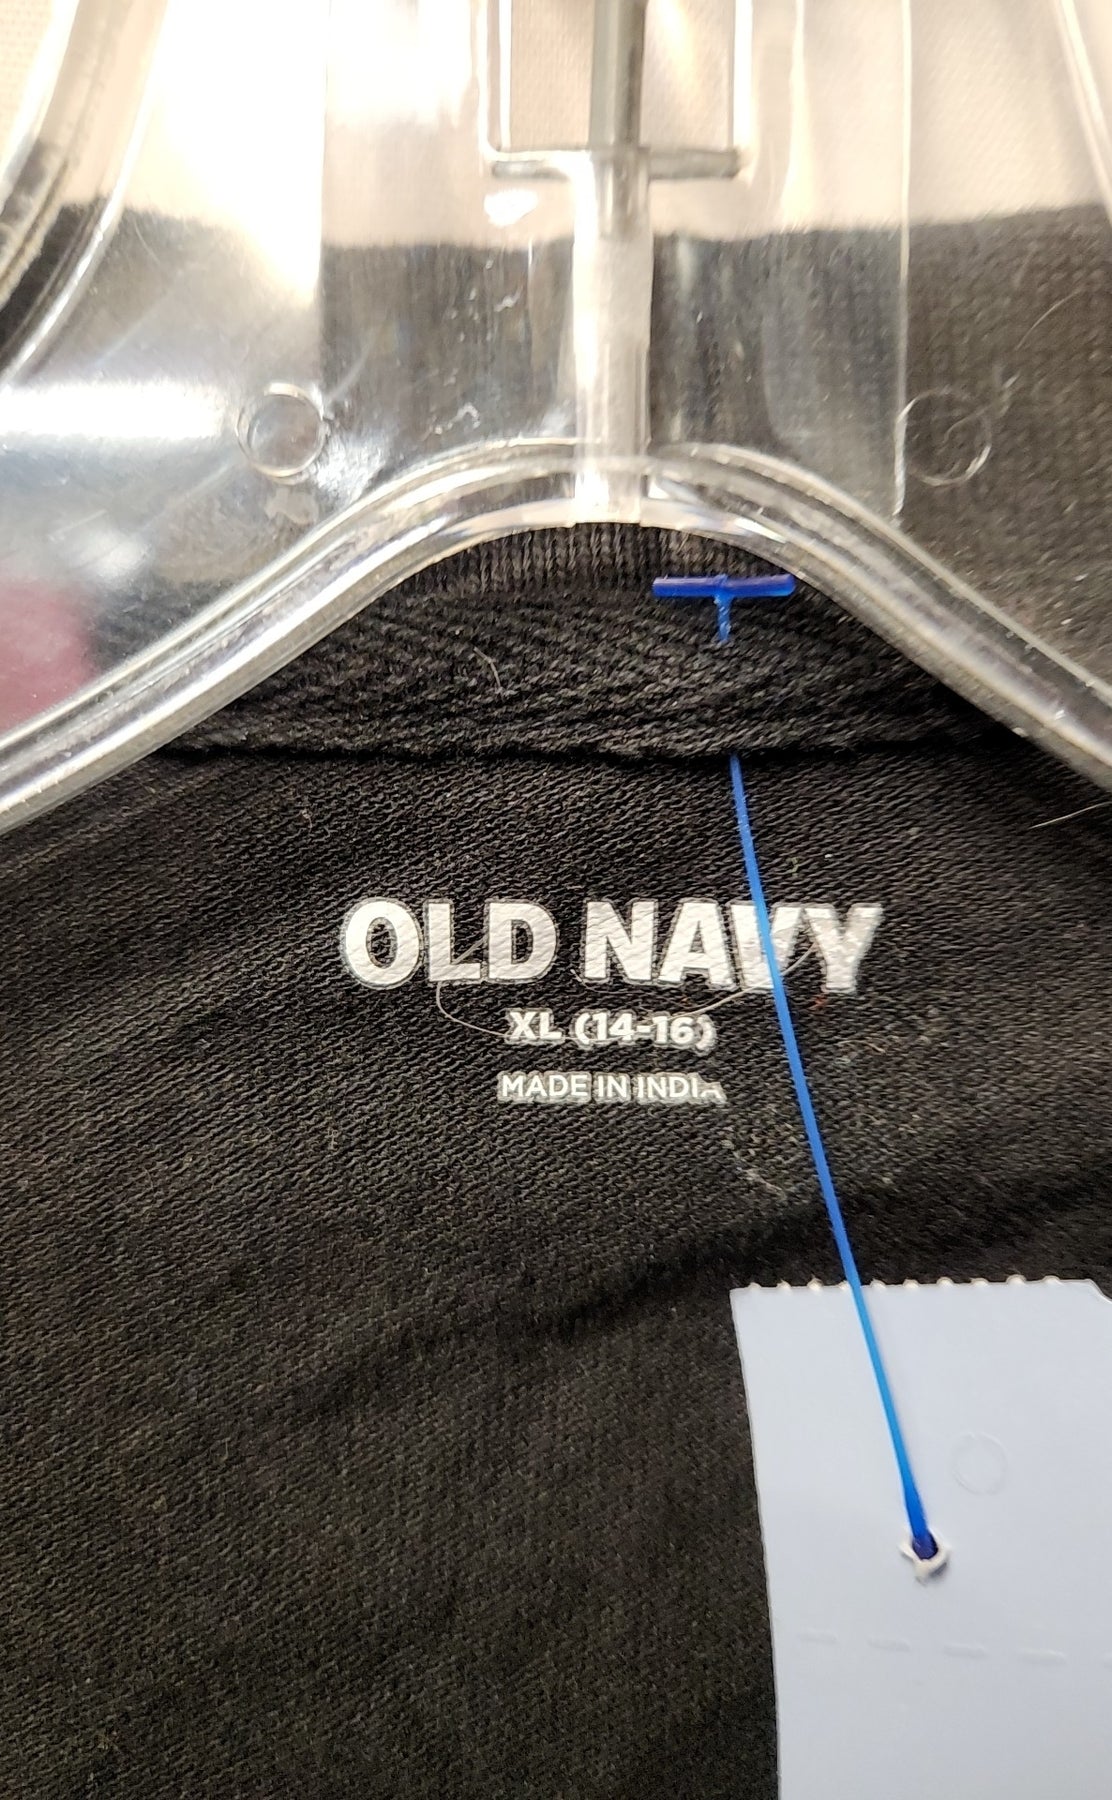 OLD NAVY
XL (14-16)
MADE IN INDIA